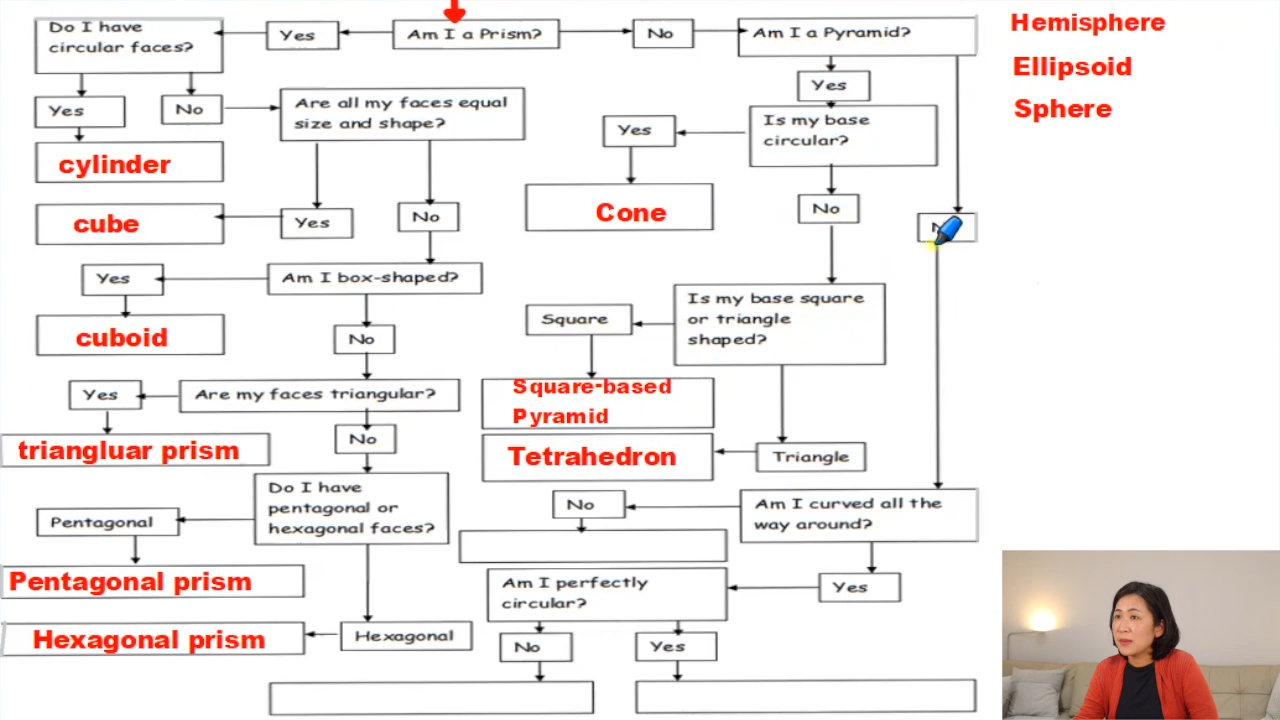 Do I have
circular faces?
Yes
Am I a Prism?
No
Am I a Pyramid?
Hemisphere
Ellipsoid
Sphere
Yes
No
Are all my faces equal
size and shape?
Yes
Is my base
circular?
Yes
cylinder
cube
Yes
No
Cone
No
Yes
Am I box-shaped?
cuboid
No
Square
Is my base square
or triangle
shaped?
Yes
Are my faces triangular?
Square-based
Pyramid
triangluar prism
No
Tetrahedron
Triangle
Pentagonal
Do I have
pentagonal or
hexagonal faces?
No
Am I curved all the
way around?
Pentagonal prism
Am I perfectly
circular?
Yes
Hexagonal prism
Hexagonal
No
Yes